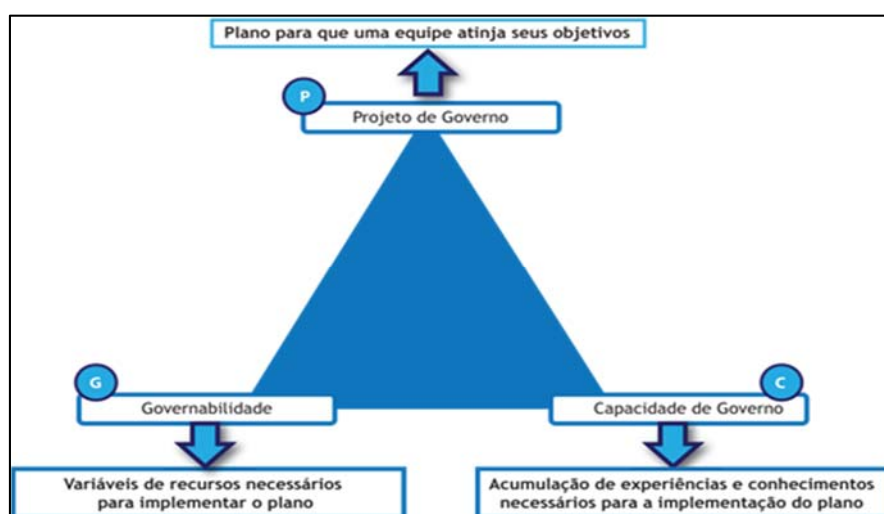 Plano para que uma equipe atinja seus objetivos
P
Projeto de Governo
G
C
Governabilidade
Capacidade de Governo
Variáveis de recursos necessários
para implementar o plano
Acumulação de experiências e conhecimentos
necessários para a implementação do plano